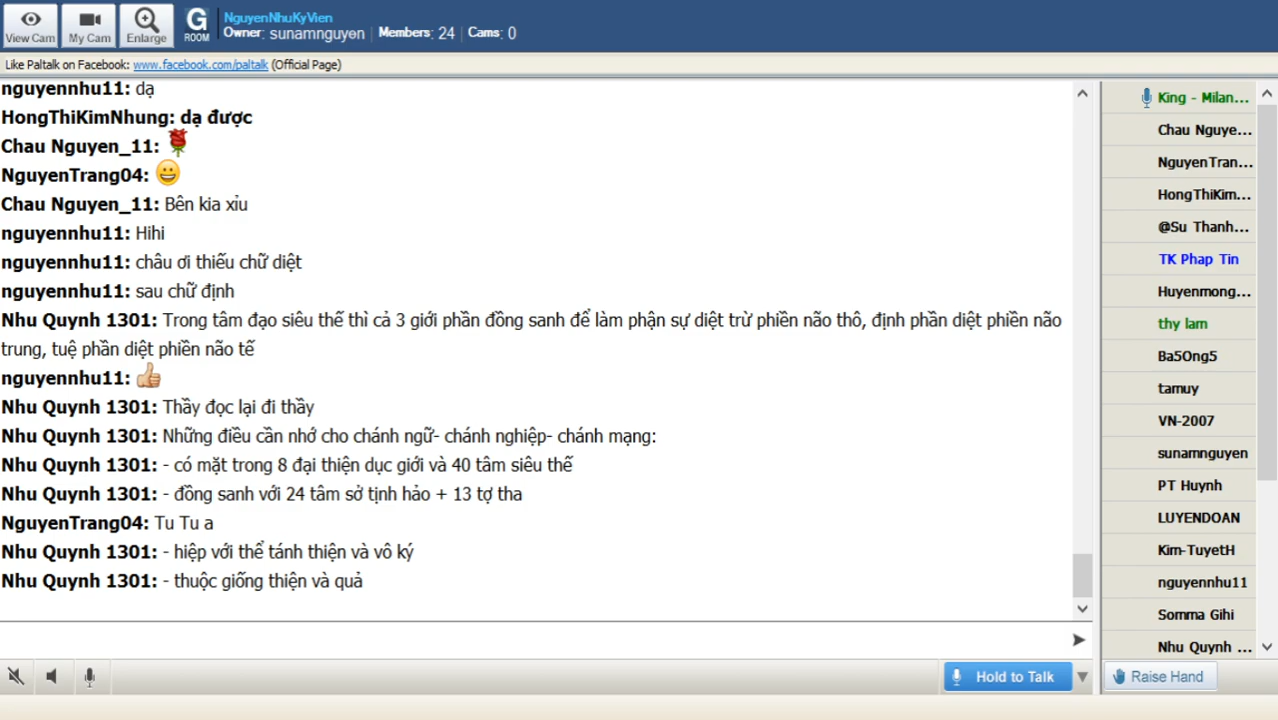 NguyenNhuKyVien
View Cam
My Cam
Enlarge
G ROOM
Owner: sunamnguyen | Members: 24 | Cams: 0
Like Paltalk on Facebook: www.facebook.com/paltalk (Official Page)
nguyennhu11: dạ
HongThiKimNhung: dạ được
Chau Nguyen_11:
NguyenTrang04:
Chau Nguyen_11: Bên kia xỉu
nguyennhu11: Hihi
nguyennhu11: châu ơi thiếu chữ diệt
nguyennhu11: sau chữ định
Nhu Quynh 1301: Trong tâm đạo siêu thế thì cả 3 giới phần đồng sanh để làm phận sự diệt trừ phiền não thô, định phần diệt phiền não
trung, tuệ phần diệt phiền não tế
nguyennhu11:
Nhu Quynh 1301: Thầy đọc lại đi thầy
Nhu Quynh 1301: Những điều cần nhớ cho chánh ngữ- chánh nghiệp- chánh mạng:
Nhu Quynh 1301: - có mặt trong 8 đại thiện dục giới và 40 tâm siêu thế
Nhu Quynh 1301: - đồng sanh với 24 tâm sở tịnh hảo + 13 tợ tha
NguyenTrang04: Tu Tu a
Nhu Quynh 1301: - hiệp với thể tánh thiện và vô ký
Nhu Quynh 1301: - thuộc giống thiện và quả
King - Milan...
Chau Nguye...
NguyenTran...
HongThiKim...
@Su Thanh...
TK Phap Tin
Huyenmong...
thy lam
Ba5Ong5
tamuy
VN-2007
sunamnguyen
PT Huynh
LUYENDOAN
Kim-TuyetH
nguyennhu11
Somma Gihi
Nhu Quynh ...
Hold to Talk
Raise Hand